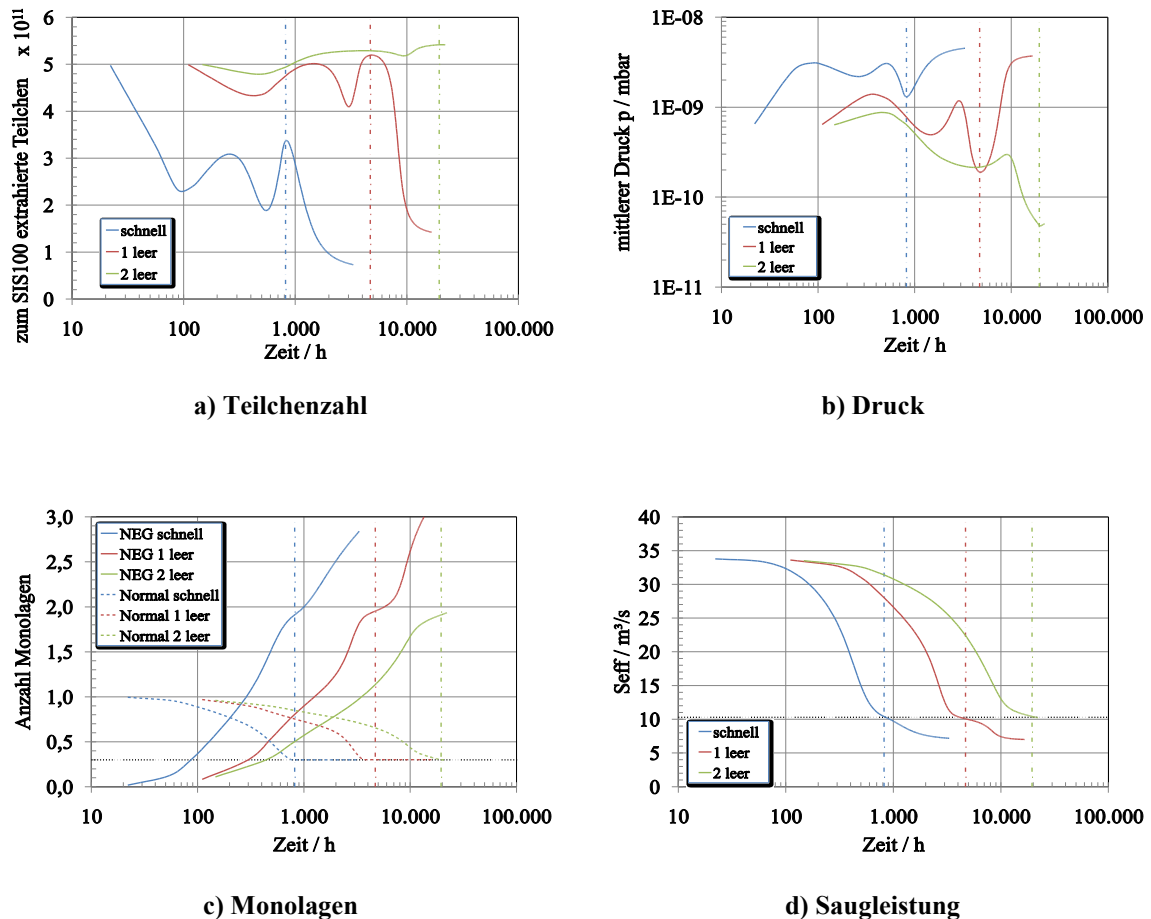 zum SIS100 extrahierte Teilchen x 10¹¹
6
5
4
3
2
1
0
schnell
1 leer
2 leer
10
100
1.000
10.000
100.000
Zeit / h
a) Teilchenzahl
mittlerer Druck p / mbar
1E-08
1E-09
1E-10
1E-11
schnell
1 leer
2 leer
10
100
1.000
10.000
100.000
Zeit / h
b) Druck
Anzahl Monolagen
3,0
2,5
2,0
1,5
1,0
0,5
0,0
NEG schnell
NEG 1 leer
NEG 2 leer
Normal schnell
Normal 1 leer
Normal 2 leer
10
100
1.000
10.000
100.000
Zeit / h
c) Monolagen
Seff / m³/s
40
35
30
25
20
15
10
5
0
schnell
1 leer
2 leer
10
100
1.000
10.000
100.000
Zeit / h
d) Saugleistung